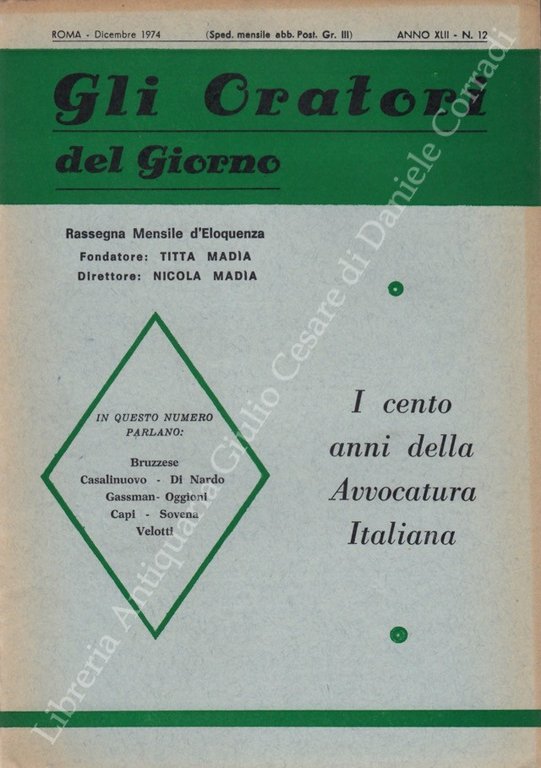 ROMA - Dicembre 1974 (Sped. mensile abb. Post. Gr. III) ANNO XLII - N. 12
Gli Oratori
del Giorno
Rassegna Mensile d'Eloquenza
Fondatore: TITTA MADIA
Direttore: NICOLA MADIA
IN QUESTO NUMERO
PARLANO:
Bruzzese
Casalinuovo - Di Nardo
Gassman- Oggioni
Capi - Sovena
Velotti
I cento
anni della
Avvocatura
Italiana
Libreria Antiquaria Giulio Cesare di Daniele Corradi